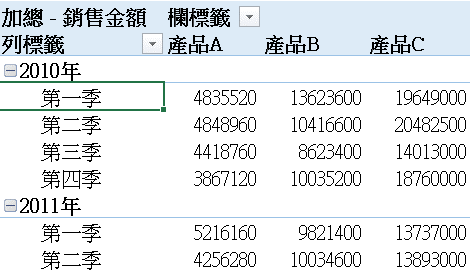 加總 - 銷售金額 欄標籤
列標籤 產品A 產品B 產品C
2010年
第一季 4835520 13623600 19649000
第二季 4848960 10416600 20482500
第三季 4418760 8623400 14013000
第四季 3867120 10035200 18760000
2011年
第一季 5216160 9821400 13737000
第二季 4256280 10034600 13893000